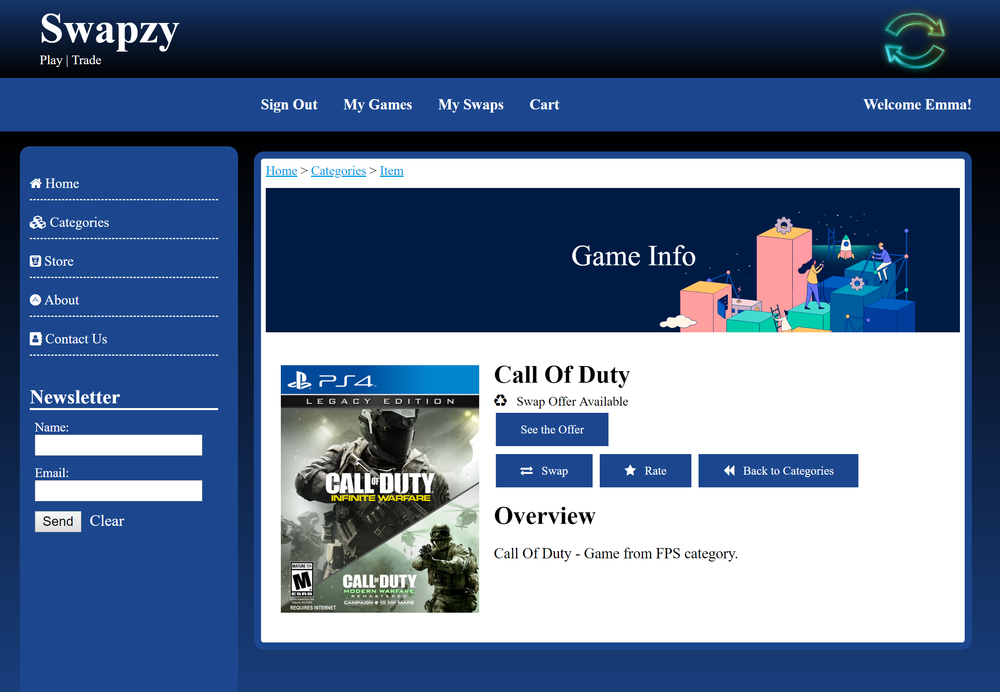 Swapzy
Play | Trade
Sign Out My Games My Swaps Cart Welcome Emma!
Home
Categories
Store
About
Contact Us
Newsletter
Name:
Email:
Send Clear
Home > Categories > Item
Game Info
PS4
LEGACY EDITION
CALL OF DUTY
INFINITE WARFARE
MATURE 17+
M
ESRB
Online Interactions Not
Rated by the ESRB
REQUIRES INTERNET
CALL OF DUTY
MODERN WARFARE
REMASTERED
CAMPAIGN 10 MP MAPS
Call Of Duty
Swap Offer Available
See the Offer
Swap Rate Back to Categories
Overview
Call Of Duty - Game from FPS category.